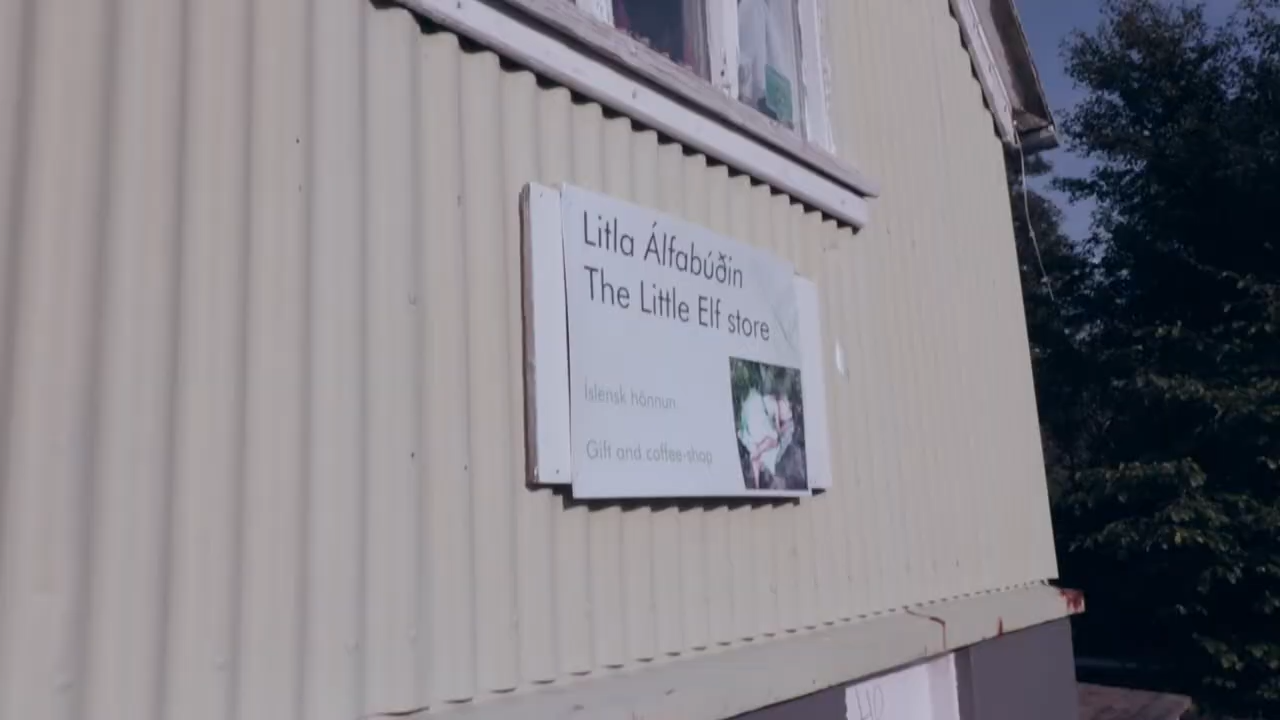 Litla Álfabúðin
The Little Elf store
Íslensk hönnun.
Gift and coffee-shop